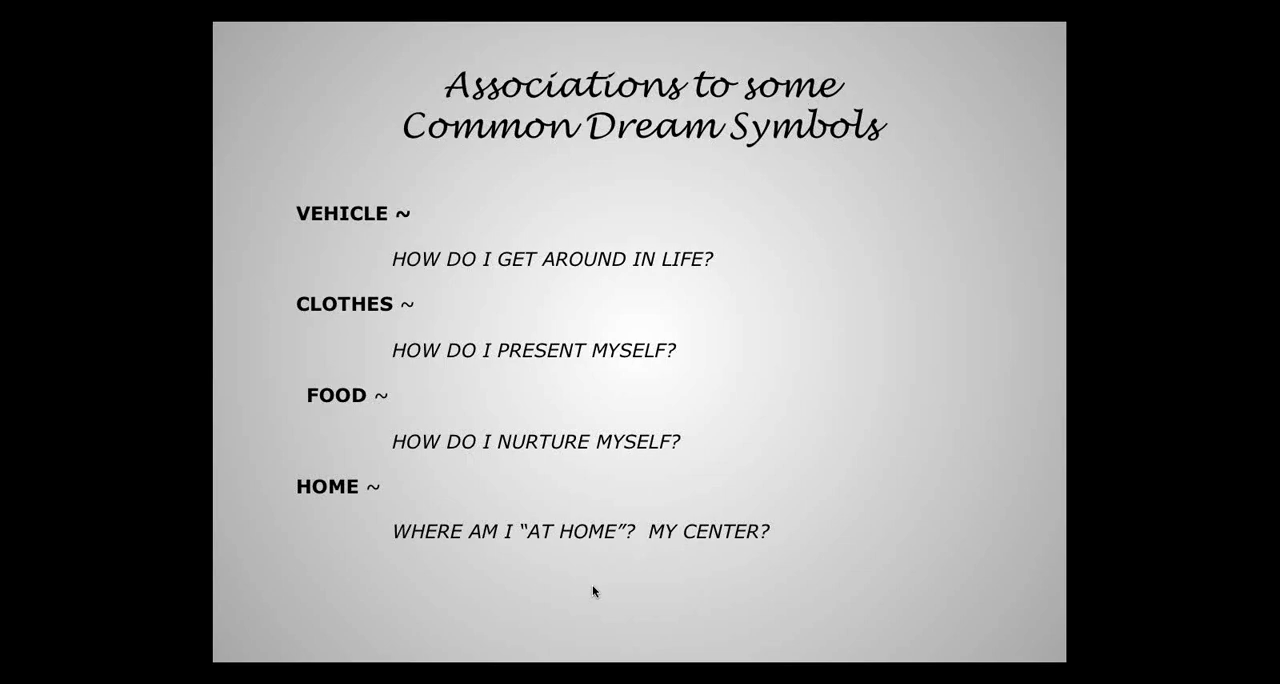 Associations to some
Common Dream Symbols
VEHICLE ~
HOW DO I GET AROUND IN LIFE?
CLOTHES ~
HOW DO I PRESENT MYSELF?
FOOD ~
HOW DO I NURTURE MYSELF?
HOME ~
WHERE AM I “AT HOME”?  MY CENTER?